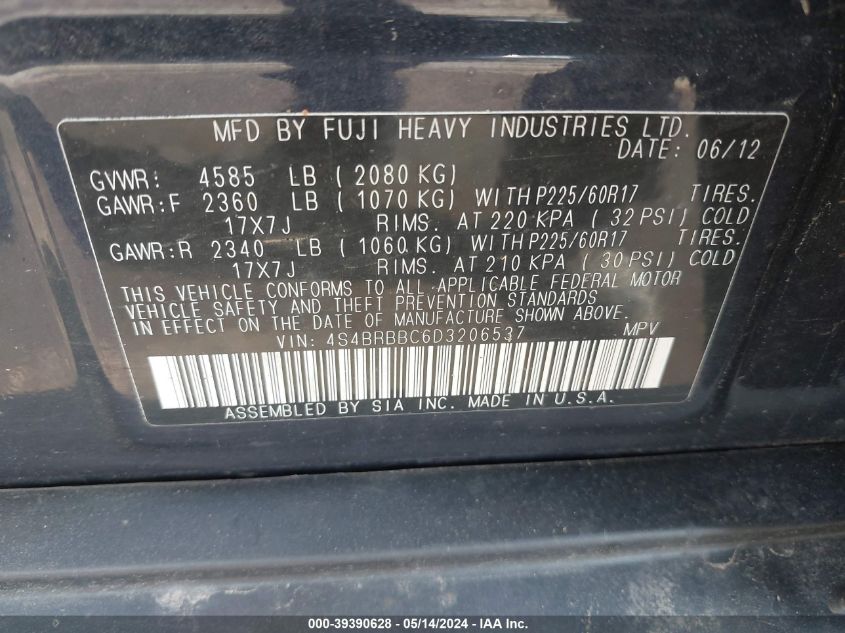 MFD BY FUJI HEAVY INDUSTRIES LTD.
DATE: 06/12
GVWR: 4585 LB ( 2080 KG)
GAWR:F 2360 LB ( 1070 KG) WITH P225/60R17 TIRES.
17X7J RIMS. AT 220 KPA ( 32 PSI) COLD
GAWR:R 2340 LB ( 1060 KG) WITH P225/60R17 TIRES.
17X7J RIMS. AT 210 KPA ( 30 PSI) COLD
THIS VEHICLE CONFORMS TO ALL APPLICABLE FEDERAL MOTOR
VEHICLE SAFETY AND THEFT PREVENTION STANDARDS
IN EFFECT ON THE DATE OF MANUFACTURE SHOWN ABOVE.
VIN: 4S4BRBBC6D3206537 MPV
ASSEMBLED BY SIA INC. MADE IN U.S.A.
000-39390628 - 05/14/2024 - IAA Inc.